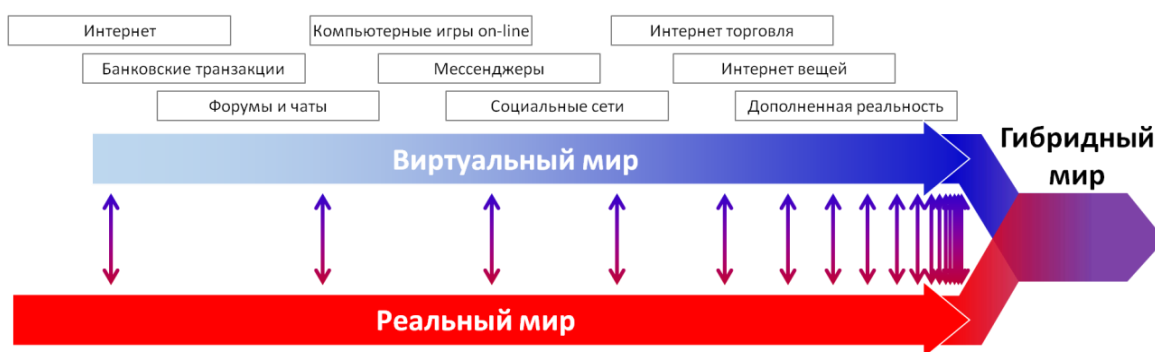 Интернет
Компьютерные игры on-line
Интернет торговля
Банковские транзакции
Мессенджеры
Интернет вещей
Форумы и чаты
Социальные сети
Дополненная реальность
Виртуальный мир
Гибридный
мир
Реальный мир